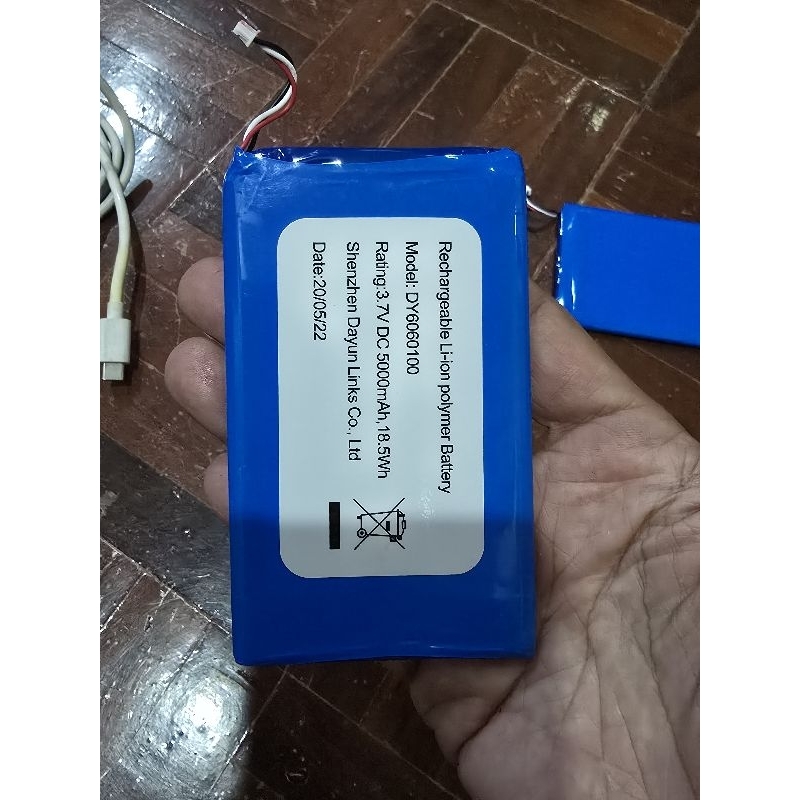 Rechargeable Li-ion polymer Battery
Model: DY6060100
Rating:3.7V DC 5000mAh,18.5Wh
Shenzhen Dayun Links Co., Ltd
Date:20/05/22